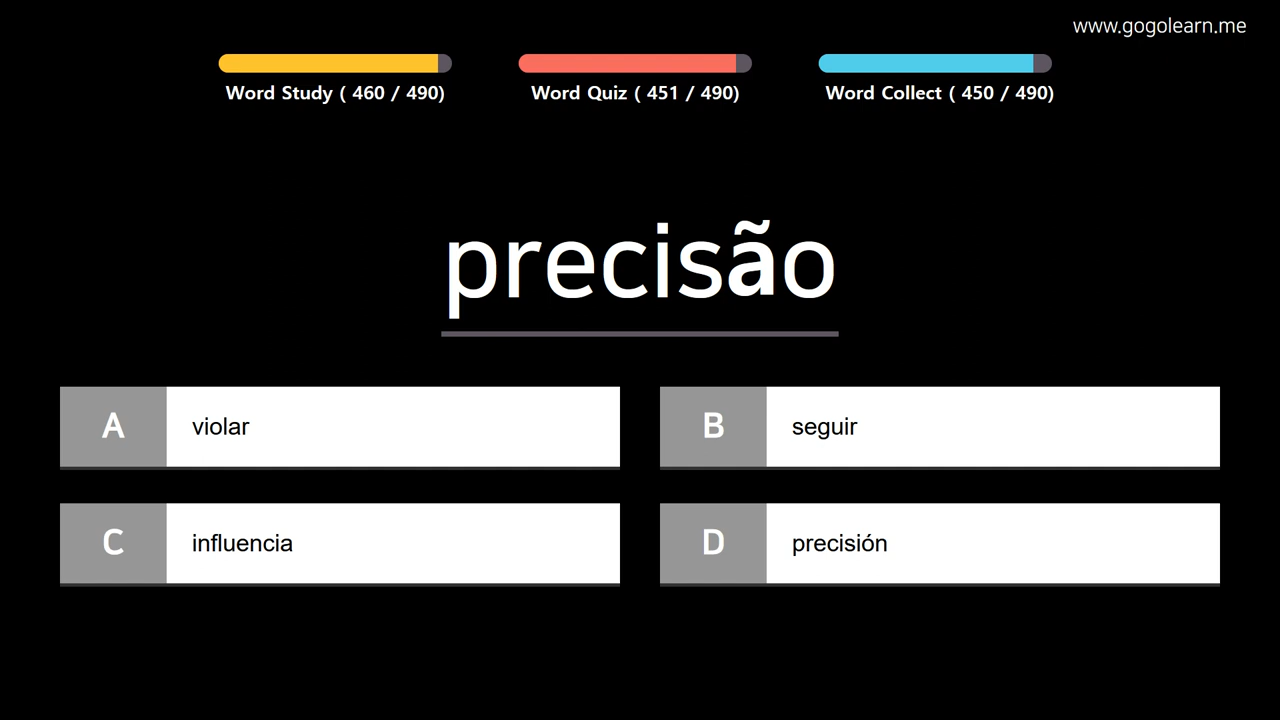 www.gogolearn.me
Word Study ( 460 / 490)
Word Quiz ( 451 / 490)
Word Collect ( 450 / 490)
precisão
A violar
B seguir
C influencia
D precisión